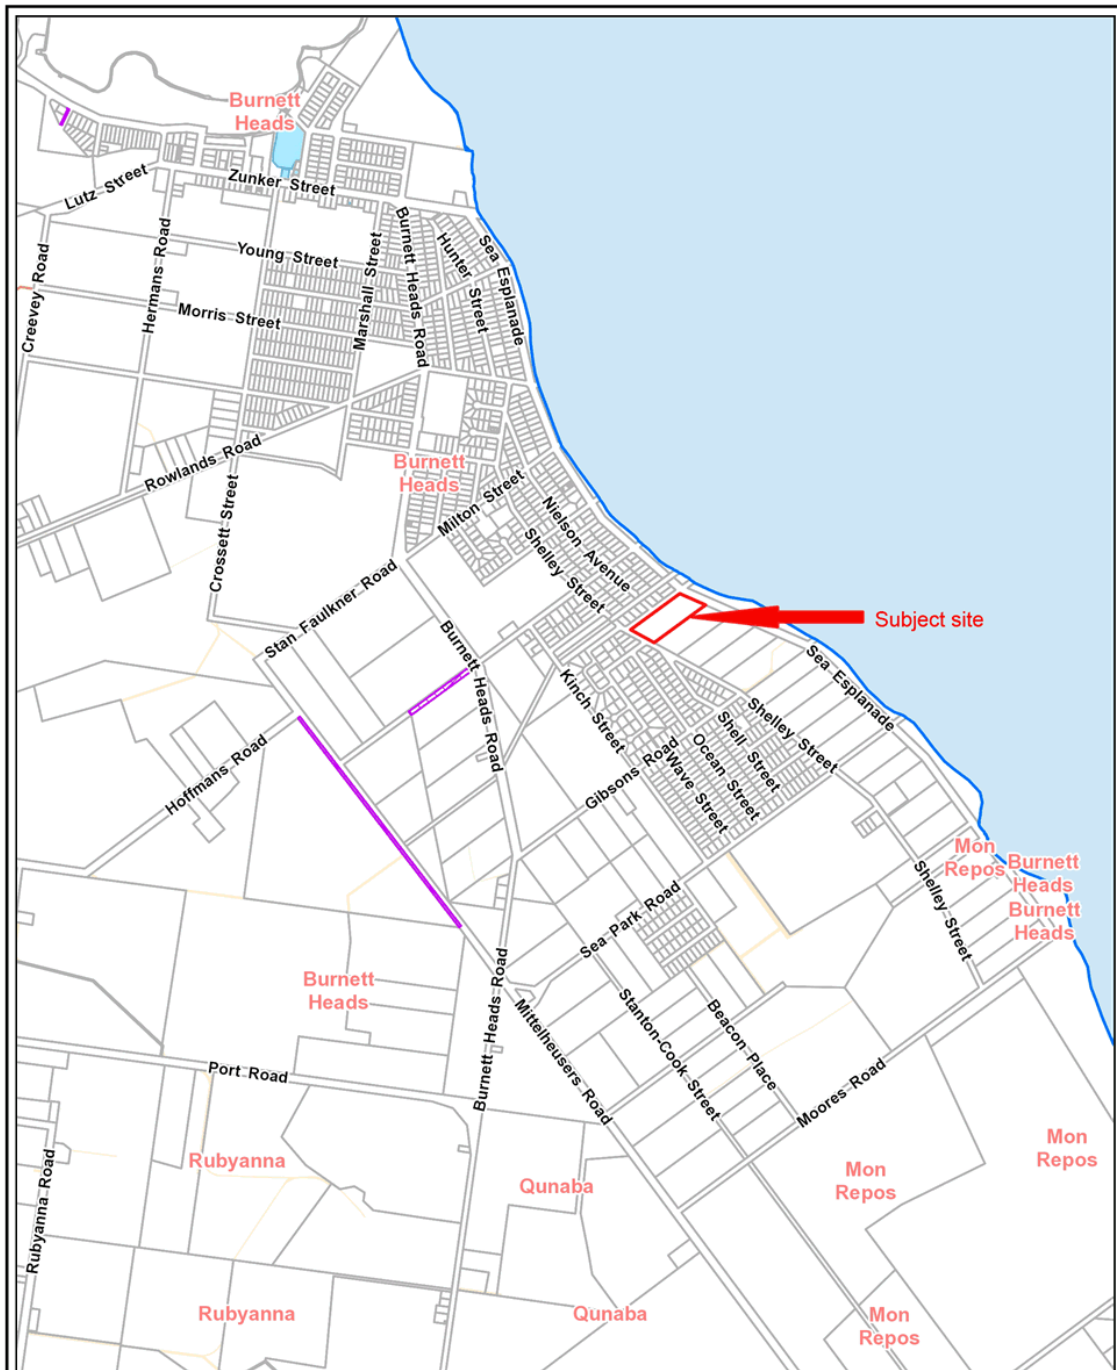 Burnett
Heads
Lutz Street
Zunker Street
Creevey Road
Hermans Road
Young Street
Marshall Street
Burnett Heads Road
Hunter Street
Sea Esplanade
Morris Street
Rowlands Road
Crossett Street
Burnett
Heads
Milton Street
Nielson Avenue
Shelley Street
Stan Faulkner Road
Subject site
Burnett Heads Road
Kinch Street
Sea Esplanade
Shelley Street
Shell Street
Ocean Street
Wave Street
Gibsons Road
Hoffmans Road
Mon
Repos
Burnett
Heads
Burnett
Heads
Shelley Street
Sea Park Road
Burnett
Heads
Burnett Heads Road
Mittelheusers Road
Stanton-Cook Street
Beacon Place
Moores Road
Port Road
Rubyanna Road
Rubyanna
Qunaba
Mon
Repos
Mon
Repos
Rubyanna
Qunaba
Mon
Repos